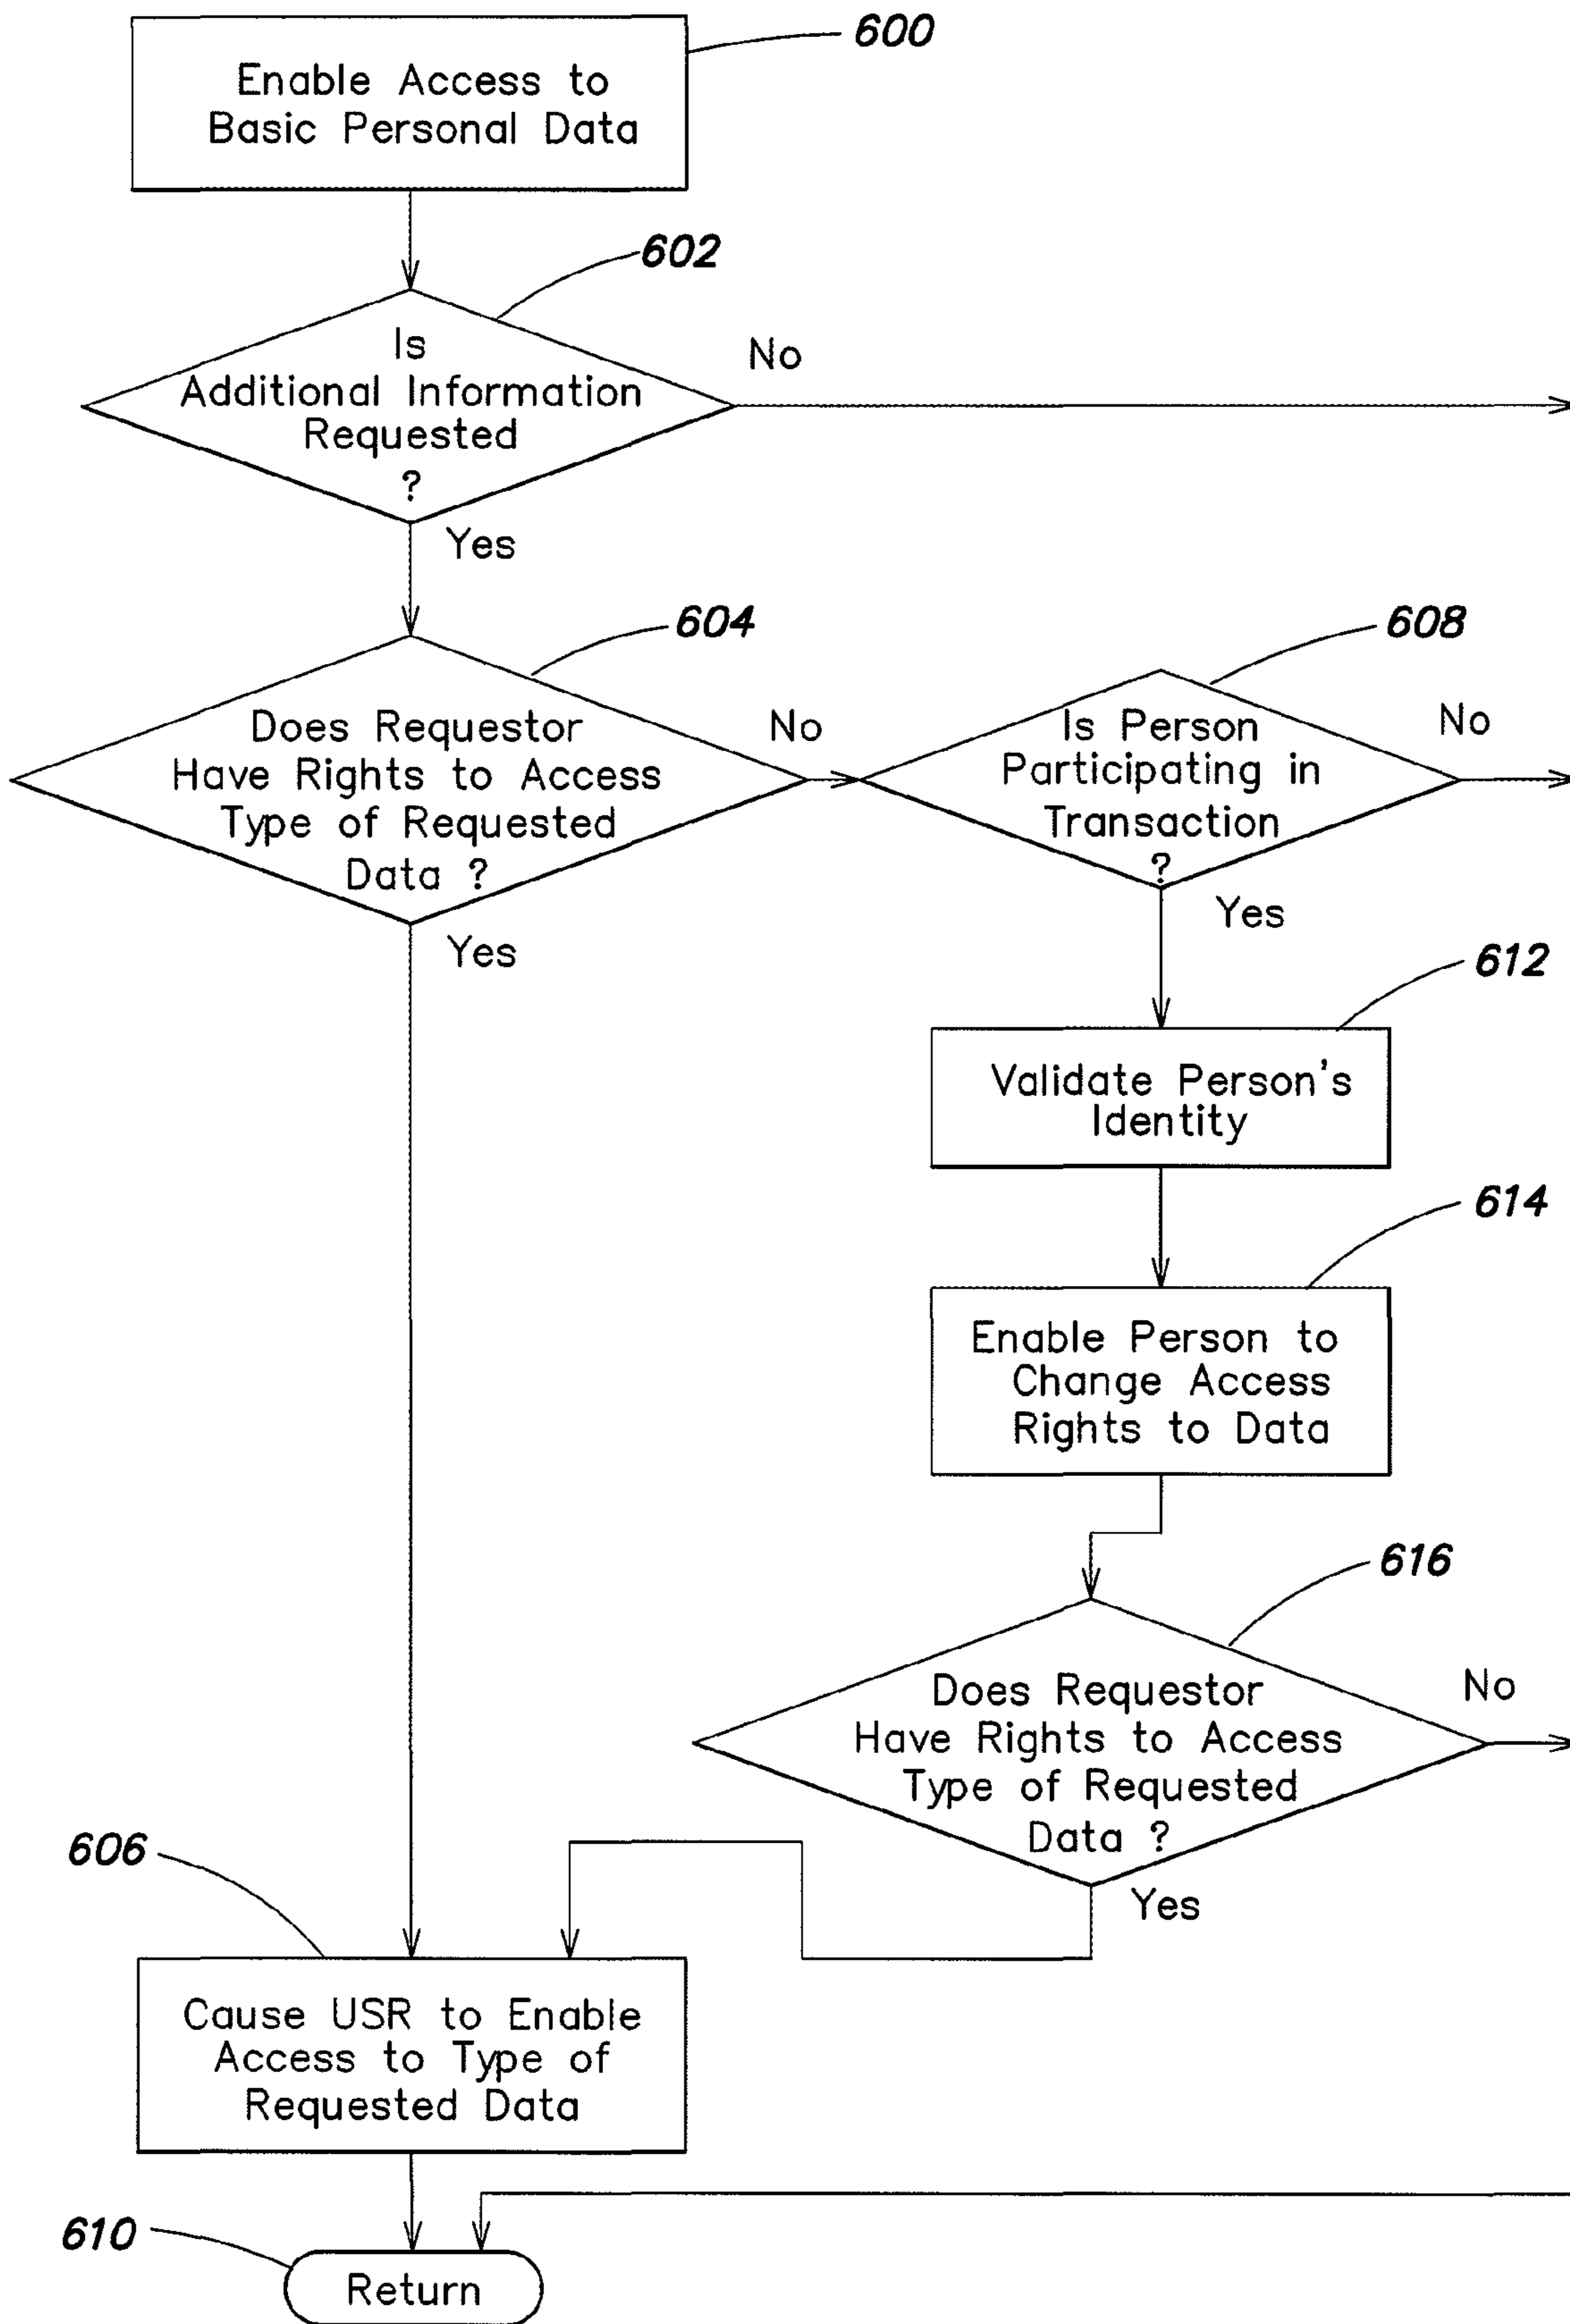 600
Enable Access to
Basic Personal Data
602
Is
Additional Information
Requested
?
No
Yes
604
Does Requestor
Have Rights to Access
Type of Requested
Data ?
No
Yes
608
Is Person
Participating in
Transaction
?
No
Yes
612
Validate Person's
Identity
614
Enable Person to
Change Access
Rights to Data
616
Does Requestor
Have Rights to Access
Type of Requested
Data ?
No
Yes
606
Cause USR to Enable
Access to Type of
Requested Data
610
Return